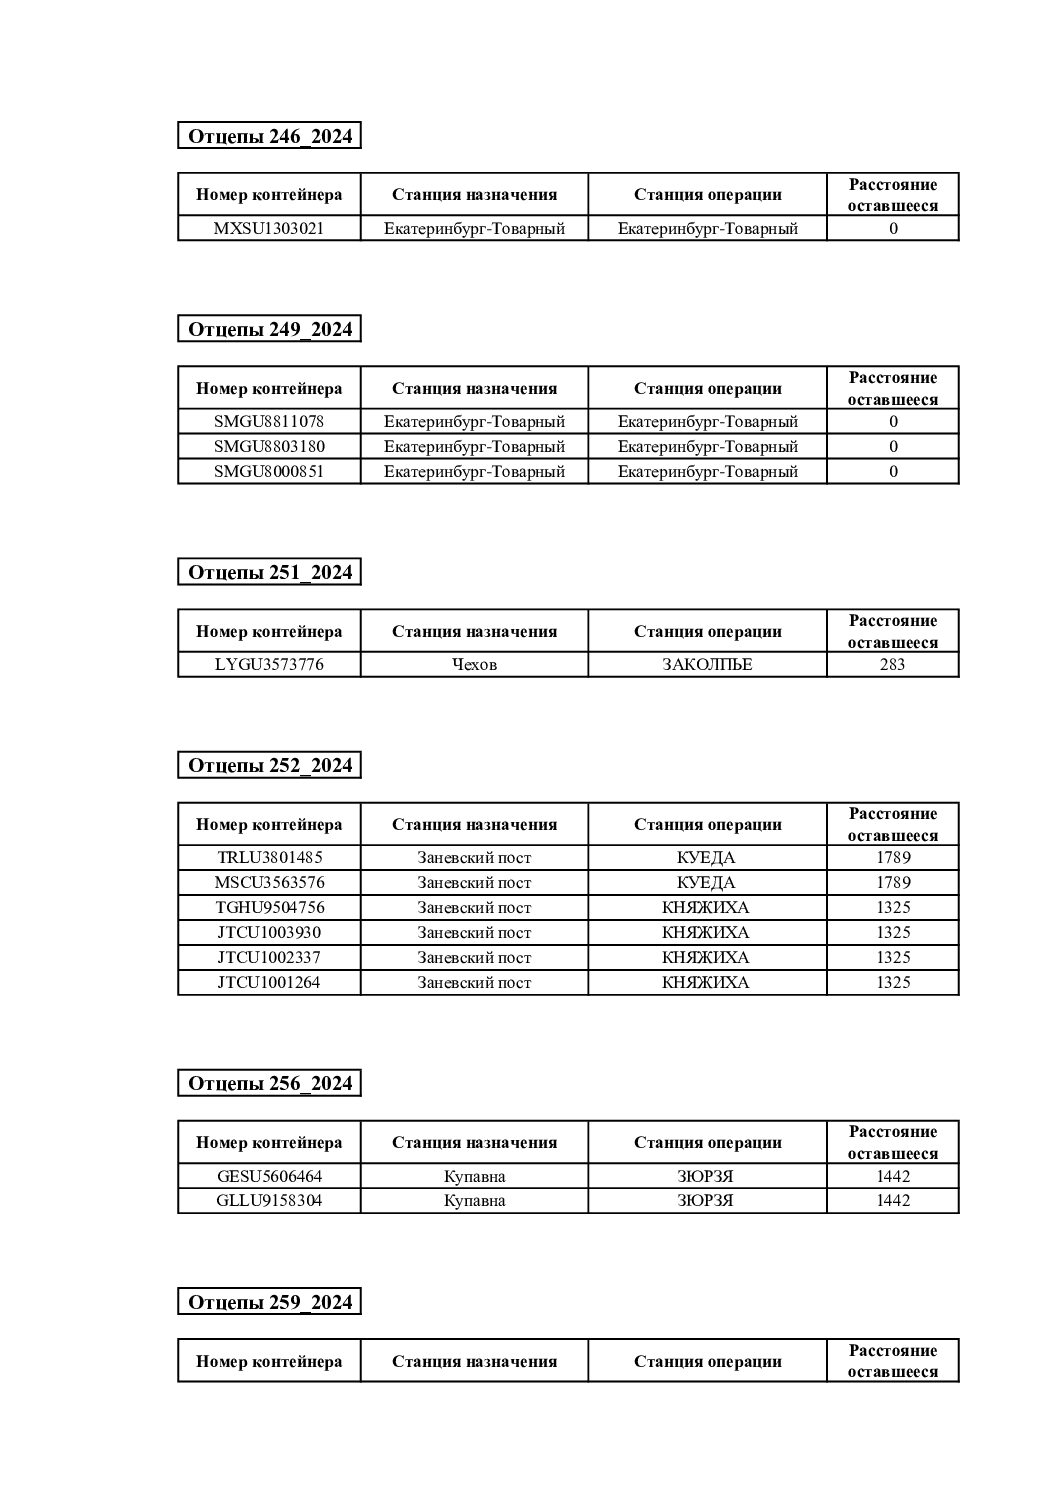 Отцепы 246_2024
Номер контейнера Станция назначения Станция операции Расстояние оставшееся
MXSU1303021 Екатеринбург-Товарный Екатеринбург-Товарный 0
Отцепы 249_2024
Номер контейнера Станция назначения Станция операции Расстояние оставшееся
SMGU8811078 Екатеринбург-Товарный Екатеринбург-Товарный 0
SMGU8803180 Екатеринбург-Товарный Екатеринбург-Товарный 0
SMGU8000851 Екатеринбург-Товарный Екатеринбург-Товарный 0
Отцепы 251_2024
Номер контейнера Станция назначения Станция операции Расстояние оставшееся
LYGU3573776 Чехов ЗАКОЛПЬЕ 283
Отцепы 252_2024
Номер контейнера Станция назначения Станция операции Расстояние оставшееся
TRLU3801485 Заневский пост КУЕДА 1789
MSCU3563576 Заневский пост КУЕДА 1789
TGHU9504756 Заневский пост КНЯЖИХА 1325
JTCU1003930 Заневский пост КНЯЖИХА 1325
JTCU1002337 Заневский пост КНЯЖИХА 1325
JTCU1001264 Заневский пост КНЯЖИХА 1325
Отцепы 256_2024
Номер контейнера Станция назначения Станция операции Расстояние оставшееся
GESU5606464 Купавна ЗЮРЗЯ 1442
GLLU9158304 Купавна ЗЮРЗЯ 1442
Отцепы 259_2024
Номер контейнера Станция назначения Станция операции Расстояние оставшееся